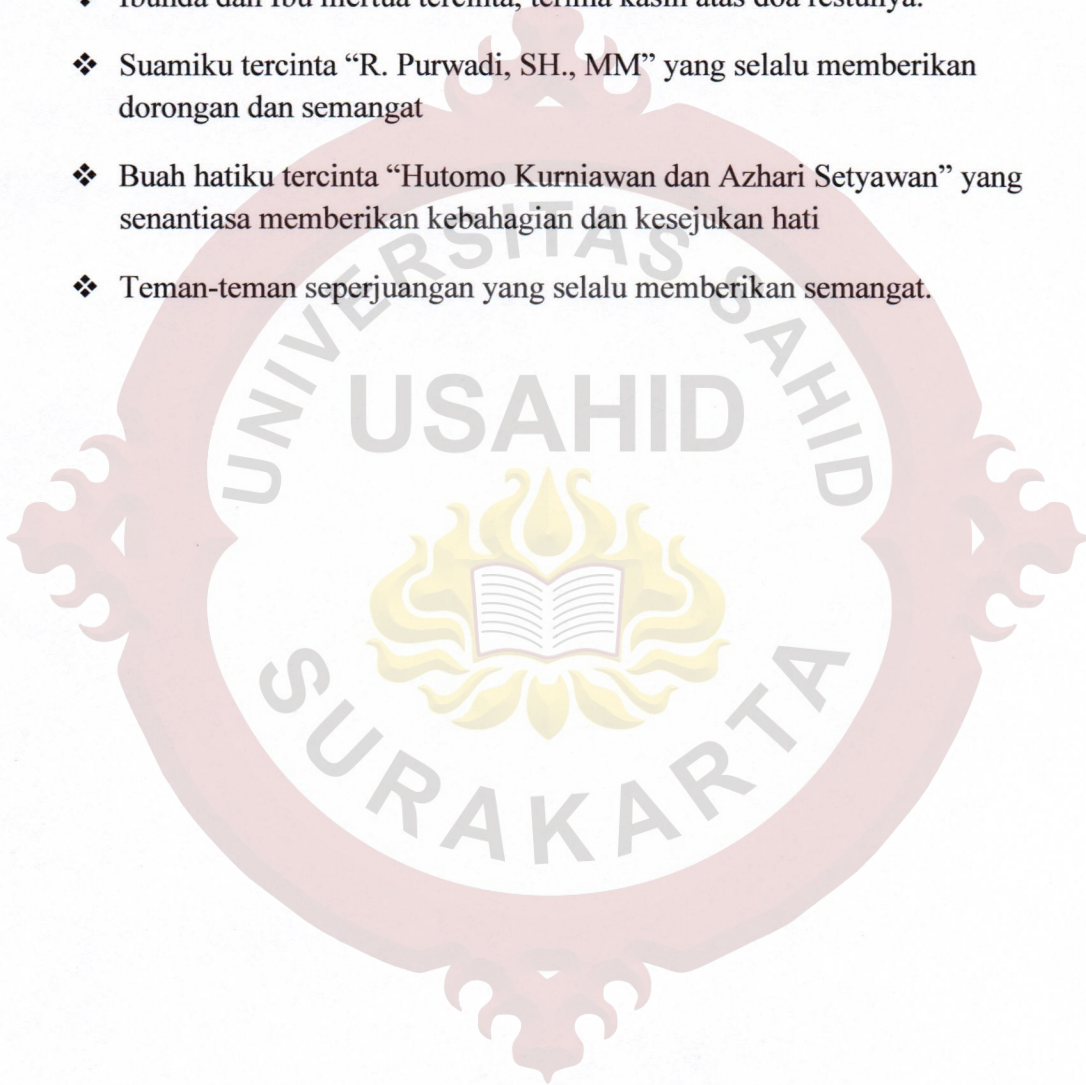 ❖ Ibunda dan Ibu mertua tercinta, terima kasih atas doa restunya.
❖ Suamiku tercinta “R. Purwadi, SH., MM” yang selalu memberikan
dorongan dan semangat
❖ Buah hatiku tercinta “Hutomo Kurniawan dan Azhari Setyawan” yang
senantiasa memberikan kebahagian dan kesejukan hati
❖ Teman-teman seperjuangan yang selalu memberikan semangat.
UNIVERSITAS SAHID
USAHID
SURAKARTA